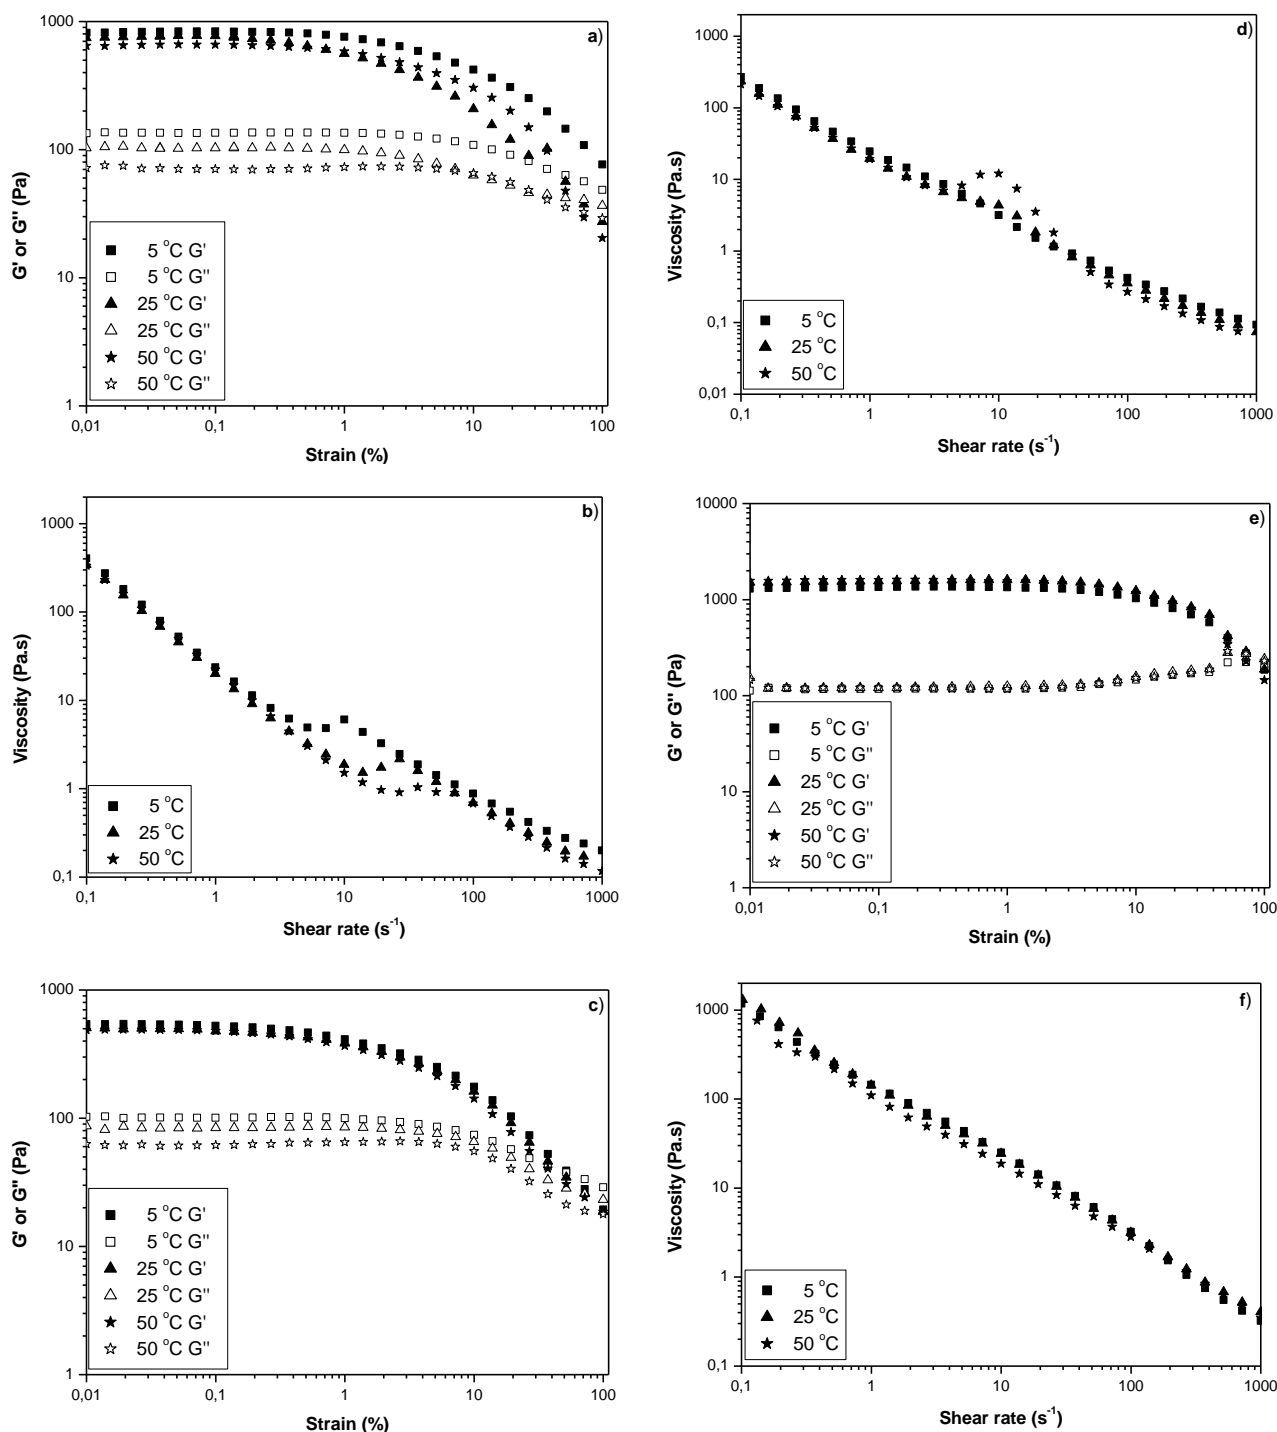 a)
1000
100
10
1
G' or G'' (Pa)
5 °C G'
5 °C G''
25 °C G'
25 °C G''
50 °C G'
50 °C G''
0,01 0,1 1 10 100
Strain (%)
d)
1000
100
10
1
0,1
0,01
Viscosity (Pa.s)
5 °C
25 °C
50 °C
0,1 1 10 100 1000
Shear rate (s⁻¹)
b)
1000
100
10
1
0,1
Viscosity (Pa.s)
5 °C
25 °C
50 °C
0,1 1 10 100 1000
Shear rate (s⁻¹)
e)
10000
1000
100
10
1
G' or G'' (Pa)
5 °C G'
5 °C G''
25 °C G'
25 °C G''
50 °C G'
50 °C G''
0,01 0,1 1 10 100
Strain (%)
c)
1000
100
10
1
G' or G'' (Pa)
5 °C G'
5 °C G''
25 °C G'
25 °C G''
50 °C G'
50 °C G''
0,01 0,1 1 10 100
Strain (%)
f)
1000
100
10
1
0,1
Viscosity (Pa.s)
5 °C
25 °C
50 °C
0,1 1 10 100 1000
Shear rate (s⁻¹)